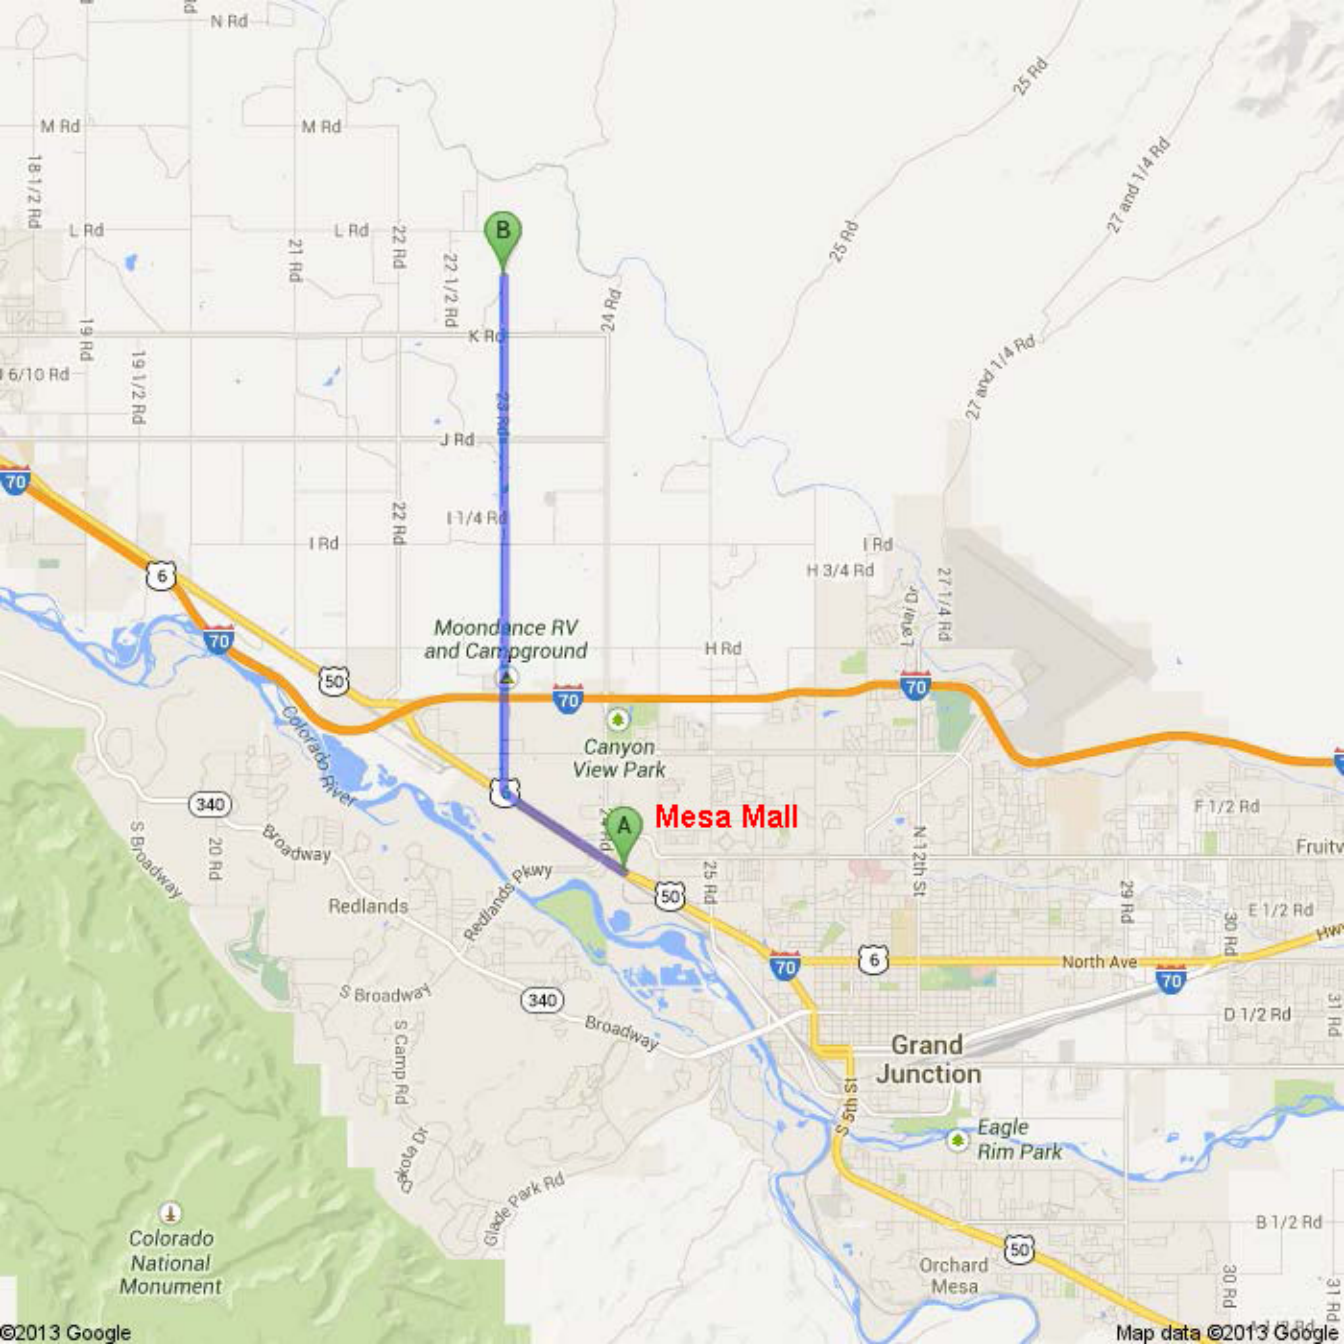 N Rd
Rd
M Rd
M Rd
25 Rd
27 and 1/4 Rd
18 1/2 Rd
L Rd
L Rd
22 Rd
21 Rd
22 1/2 Rd
B
25 Rd
24 Rd
19 Rd
K Rd
27 and 1/4 Rd
6/10 Rd
19 1/2 Rd
23 Rd
J Rd
70
22 Rd
I 1/4 Rd
I Rd
I Rd
H 3/4 Rd
27 1/4 Rd
6
70
Moondance RV
and Campground
H Rd
50
70
70
Colorado River
Canyon
View Park
6
340
A
Mesa Mall
F 1/2 Rd
S Broadway
20 Rd
Broadway
N 12th St
Fruitv
25 Rd
29 Rd
Redlands Pkwy
50
Redlands
E 1/2 Rd
30 Rd
Hwy
70
6
North Ave
70
S Broadway
340
Broadway
D 1/2 Rd
31 Rd
S Camp Rd
Grand
Junction
S 5th St
Eagle
Rim Park
Glade Park Rd
Colorado
National
Monument
B 1/2 Rd
50
Orchard
Mesa
30 Rd
31 Rd
©2013 Google
Map data ©2013 Google